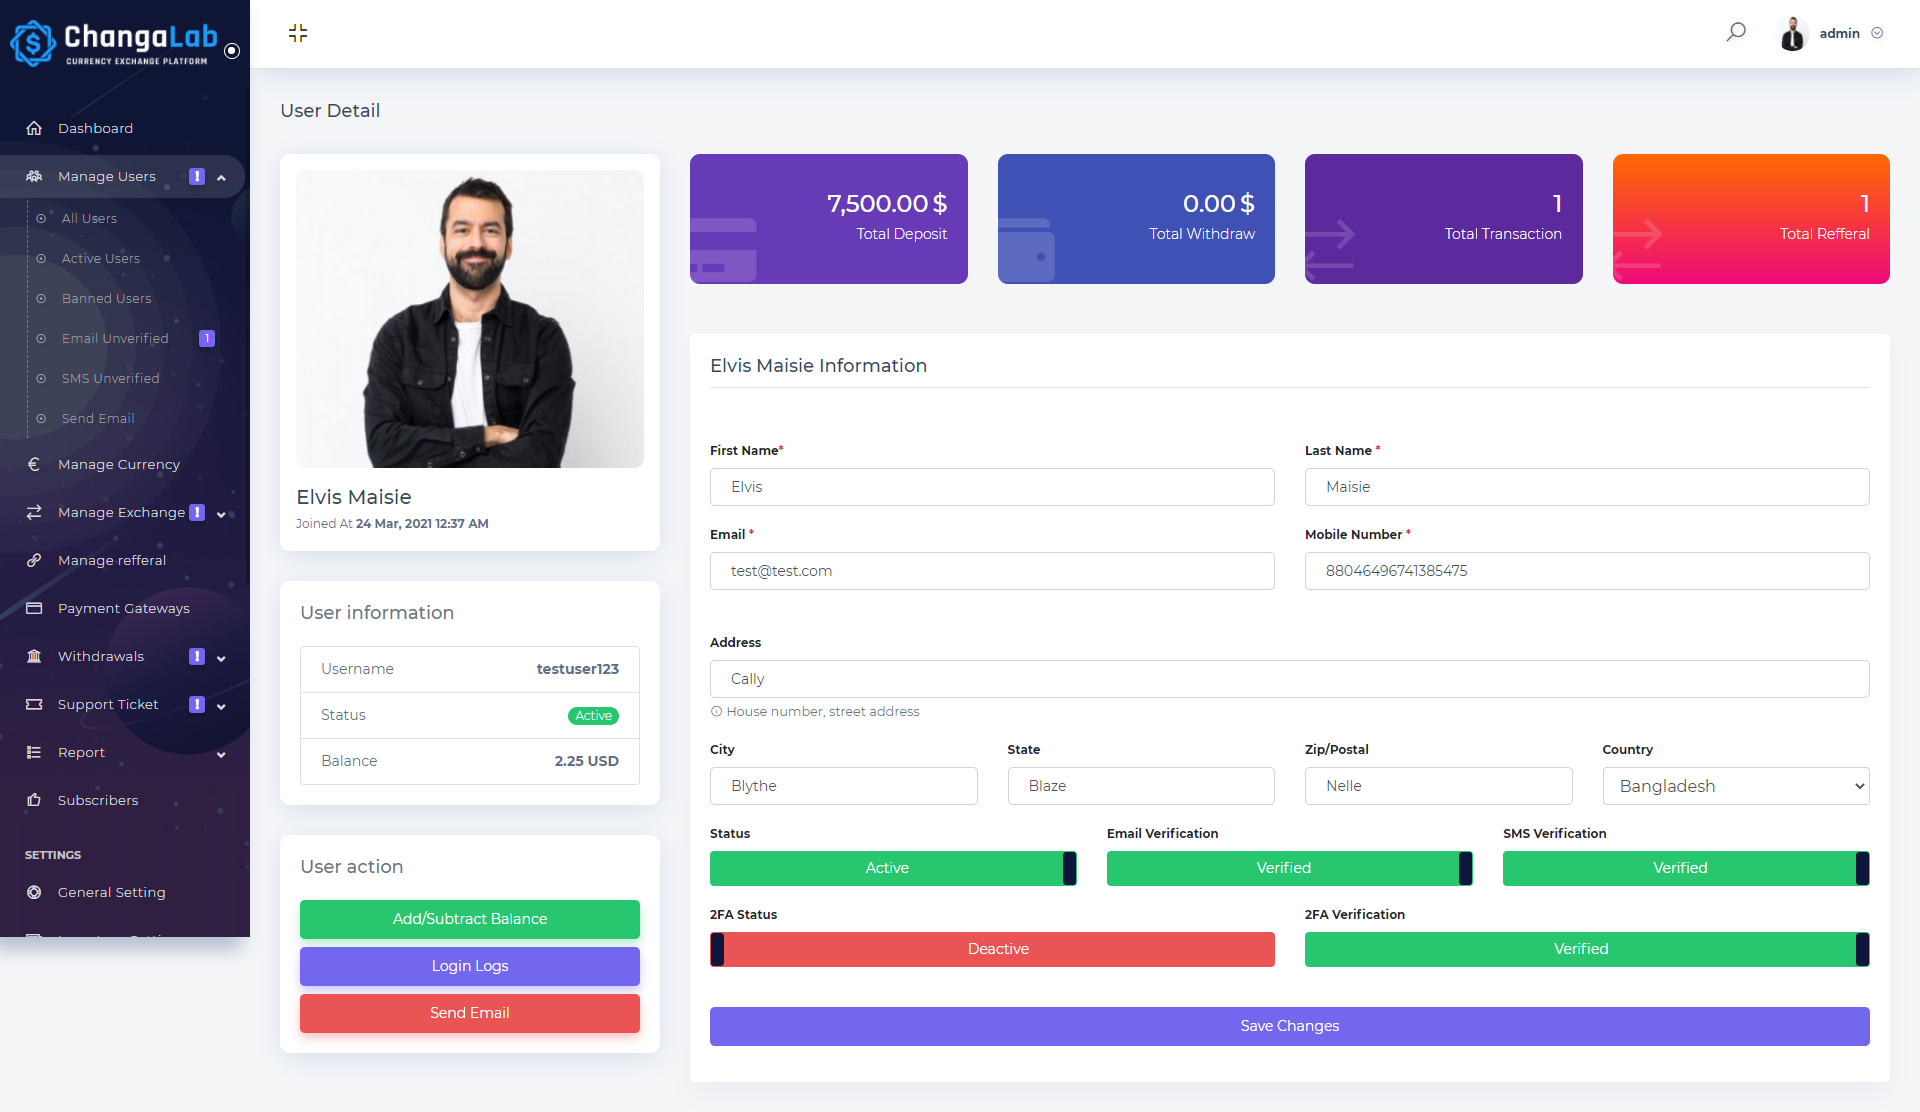 ChangaLab
CURRENCY EXCHANGE PLATFORM
admin
Dashboard
Manage Users !
All Users
Active Users
Banned Users
Email Unverified 1
SMS Unverified
Send Email
Manage Currency
Manage Exchange !
Manage refferal
Payment Gateways
Withdrawals !
Support Ticket !
Report
Subscribers
SETTINGS
General Setting
User Detail
Elvis Maisie
Joined At 24 Mar, 2021 12:37 AM
User information
Username testuser123
Status Active
Balance 2.25 USD
User action
Add/Subtract Balance
Login Logs
Send Email
7,500.00 $
Total Deposit
0.00 $
Total Withdraw
1
Total Transaction
1
Total Refferal
Elvis Maisie Information
First Name* Last Name *
Elvis Maisie
Email * Mobile Number *
test@test.com 88046496741385475
Address
Cally
House number, street address
City State Zip/Postal Country
Blythe Blaze Nelle Bangladesh
Status Email Verification SMS Verification
Active Verified Verified
2FA Status 2FA Verification
Deactive Verified
Save Changes